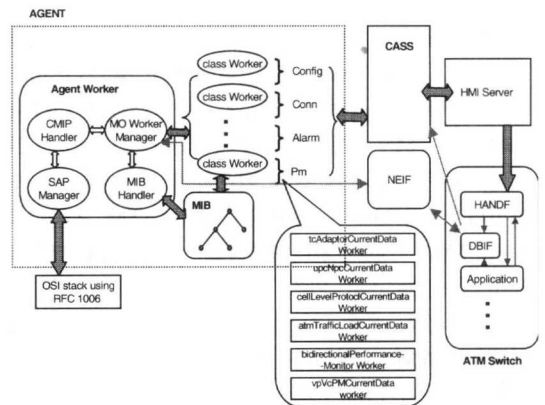 AGENT
Agent Worker
CMIP
Handler
MO Worker
Manager
SAP
Manager
MIB
Handler
class Worker
class Worker
class Worker
Config
Conn
Alarm
Pm
MIB
CASS
HMI Server
NEIF
HANDF
DBIF
Application
ATM Switch
OSI stack using
RFC 1006
tcAdaptorCurrentData
Worker
upcNpcCurrentData
Worker
cellLevelProtoclCurrentData
Worker
atmTrafficLoadCurrentData
Worker
bidirectionalPerformance-
-Monitor Worker
vpVcPMCurrentData
worker